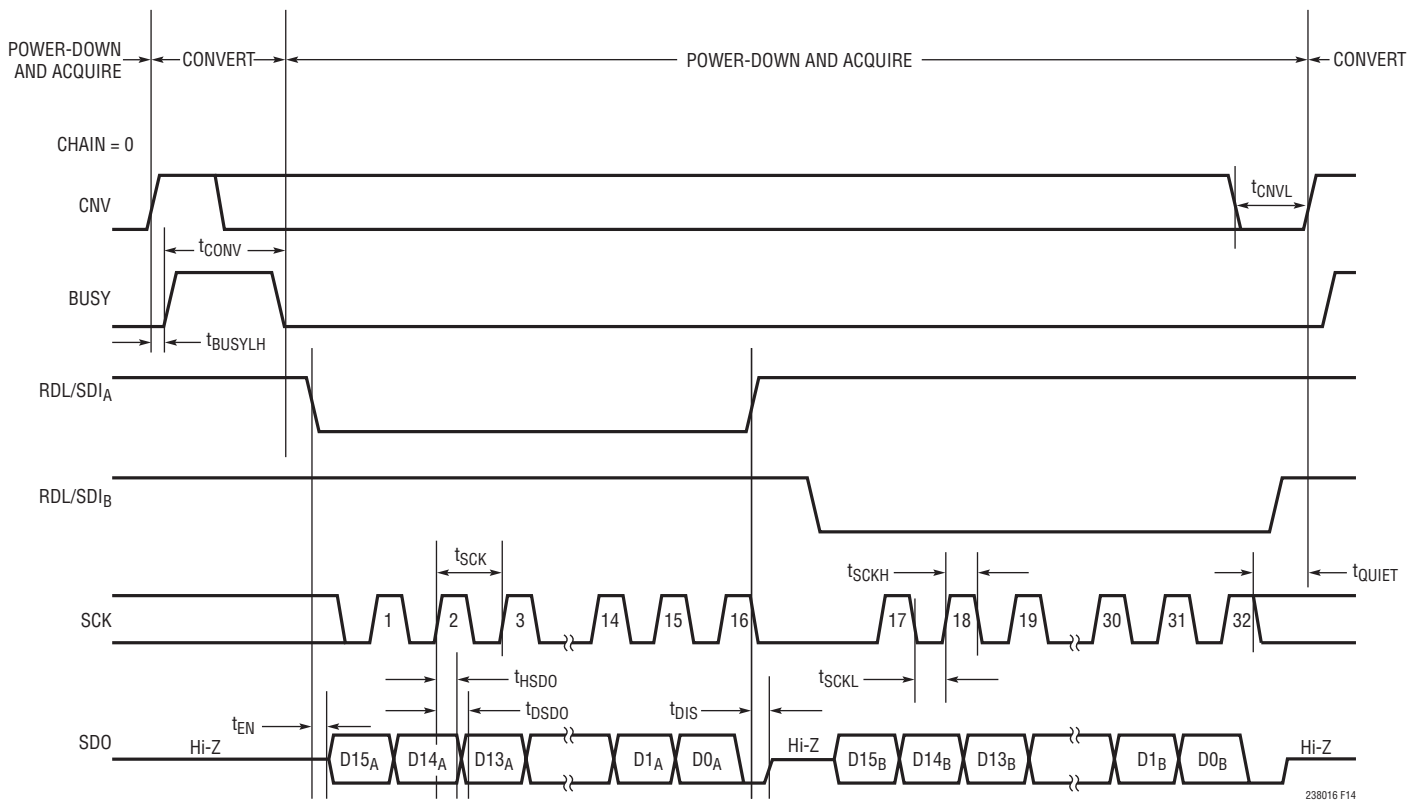 POWER-DOWN
AND ACQUIRE
CONVERT
POWER-DOWN AND ACQUIRE
CONVERT
CHAIN = 0
CNV
tCNVL
tCONV
BUSY
tBUSYLH
RDL/SDIA
RDL/SDIB
tSCK
tSCKH
tQUIET
SCK
1
2
3
14
15
16
17
18
19
30
31
32
tHSDO
tSCKL
tDSDO
tEN
tDIS
SDO
Hi-Z
D15A
D14A
D13A
D1A
D0A
Hi-Z
D15B
D14B
D13B
D1B
D0B
Hi-Z
238016 F14